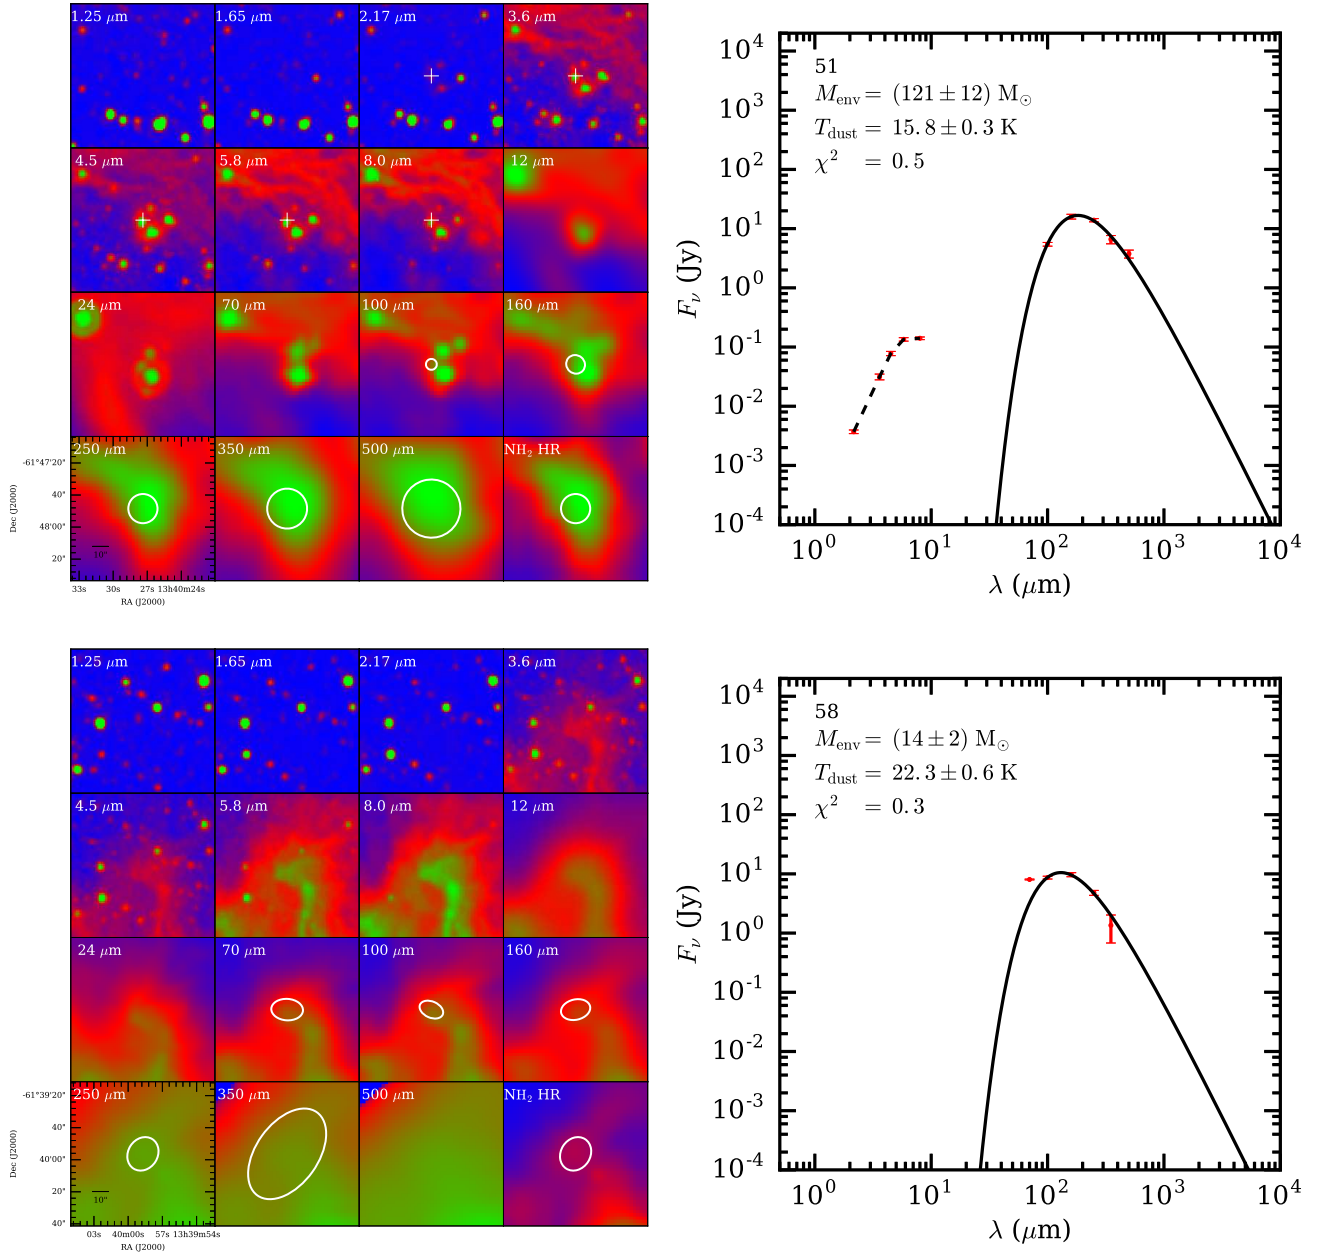 1.25 μm
1.65 μm
2.17 μm
3.6 μm
4.5 μm
5.8 μm
8.0 μm
12 μm
24 μm
70 μm
100 μm
160 μm
250 μm
350 μm
500 μm
NH₂ HR
10"
-61°47'20"
40"
48'00"
20"
Dec (J2000)
33s 30s 27s 13h40m24s
RA (J2000)
51
M_env = (121 ± 12) M_⊙
T_dust = 15.8 ± 0.3 K
χ² = 0.5
10⁴
10³
10²
10¹
10⁰
10⁻¹
10⁻²
10⁻³
10⁻⁴
F_ν (Jy)
10⁰ 10¹ 10² 10³ 10⁴
λ (μm)
1.25 μm
1.65 μm
2.17 μm
3.6 μm
4.5 μm
5.8 μm
8.0 μm
12 μm
24 μm
70 μm
100 μm
160 μm
250 μm
350 μm
500 μm
NH₂ HR
10"
-61°39'20"
40"
40'00"
20"
40"
Dec (J2000)
03s 40m00s 57s 13h39m54s
RA (J2000)
58
M_env = (14 ± 2) M_⊙
T_dust = 22.3 ± 0.6 K
χ² = 0.3
10⁴
10³
10²
10¹
10⁰
10⁻¹
10⁻²
10⁻³
10⁻⁴
F_ν (Jy)
10⁰ 10¹ 10² 10³ 10⁴
λ (μm)